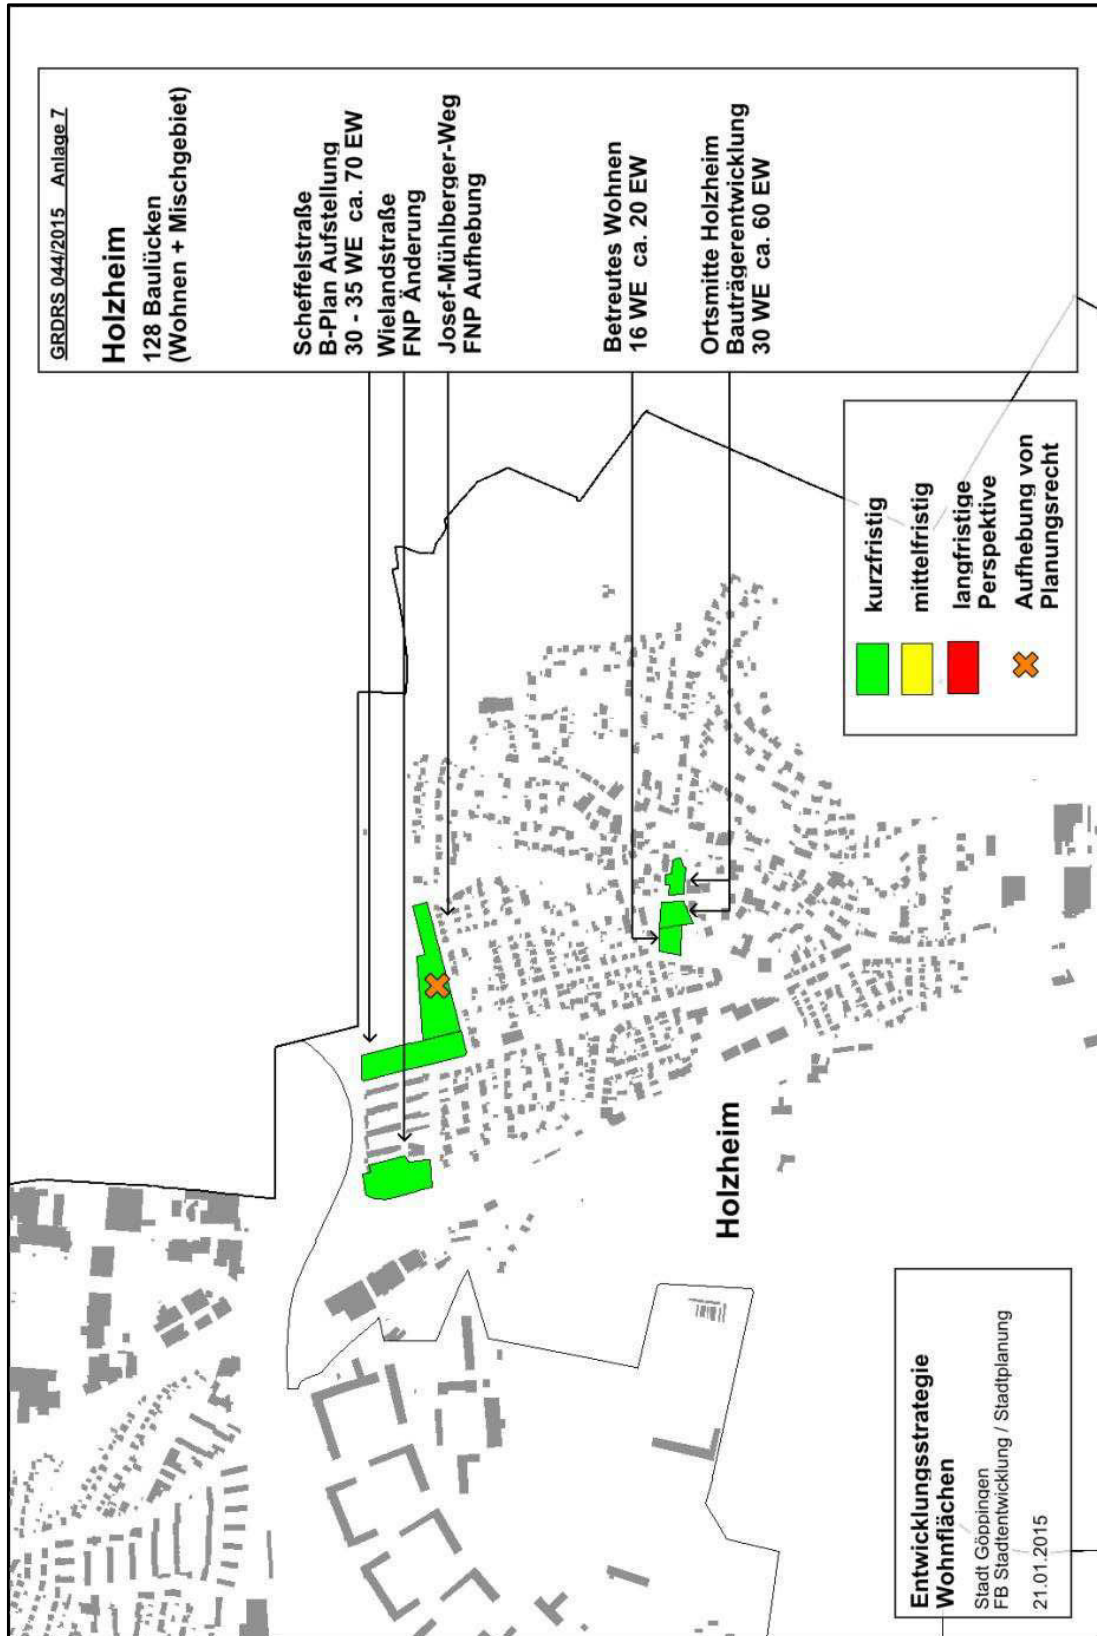 GRDRS 044/2015 Anlage 7
Holzheim
128 Baulücken
(Wohnen + Mischgebiet)
Scheffelstraße
B-Plan Aufstellung
30 - 35 WE ca. 70 EW
Wielandstraße
FNP Änderung
Josef-Mühlberger-Weg
FNP Aufhebung
Betreutes Wohnen
16 WE ca. 20 EW
Ortsmitte Holzheim
Bauträgerentwicklung
30 WE ca. 60 EW
kurzfristig
mittelfristig
langfristige
Perspektive
Aufhebung von
Planungsrecht
Holzheim
Entwicklungsstrategie
Wohnflächen
Stadt Göppingen
FB Stadtentwicklung / Stadtplanung
21.01.2015